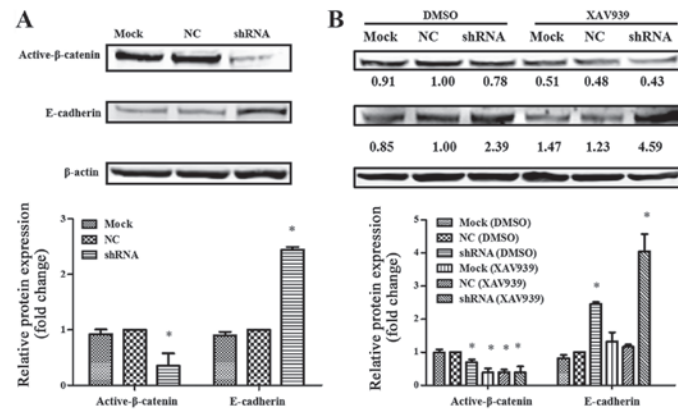 A
Mock NC shRNA
Active-β-catenin
E-cadherin
β-actin
Relative protein expression
(fold change)
3
2
1
0
Mock
NC
shRNA
*
*
Active-β-catenin E-cadherin
B
DMSO XAV939
Mock NC shRNA Mock NC shRNA
0.91 1.00 0.78 0.51 0.48 0.43
0.85 1.00 2.39 1.47 1.23 4.59
Relative protein expression
(fold change)
5
4
3
2
1
0
Mock (DMSO)
NC (DMSO)
shRNA (DMSO)
Mock (XAV939)
NC (XAV939)
shRNA (XAV939)
* * * *
*
*
Active-β-catenin E-cadherin